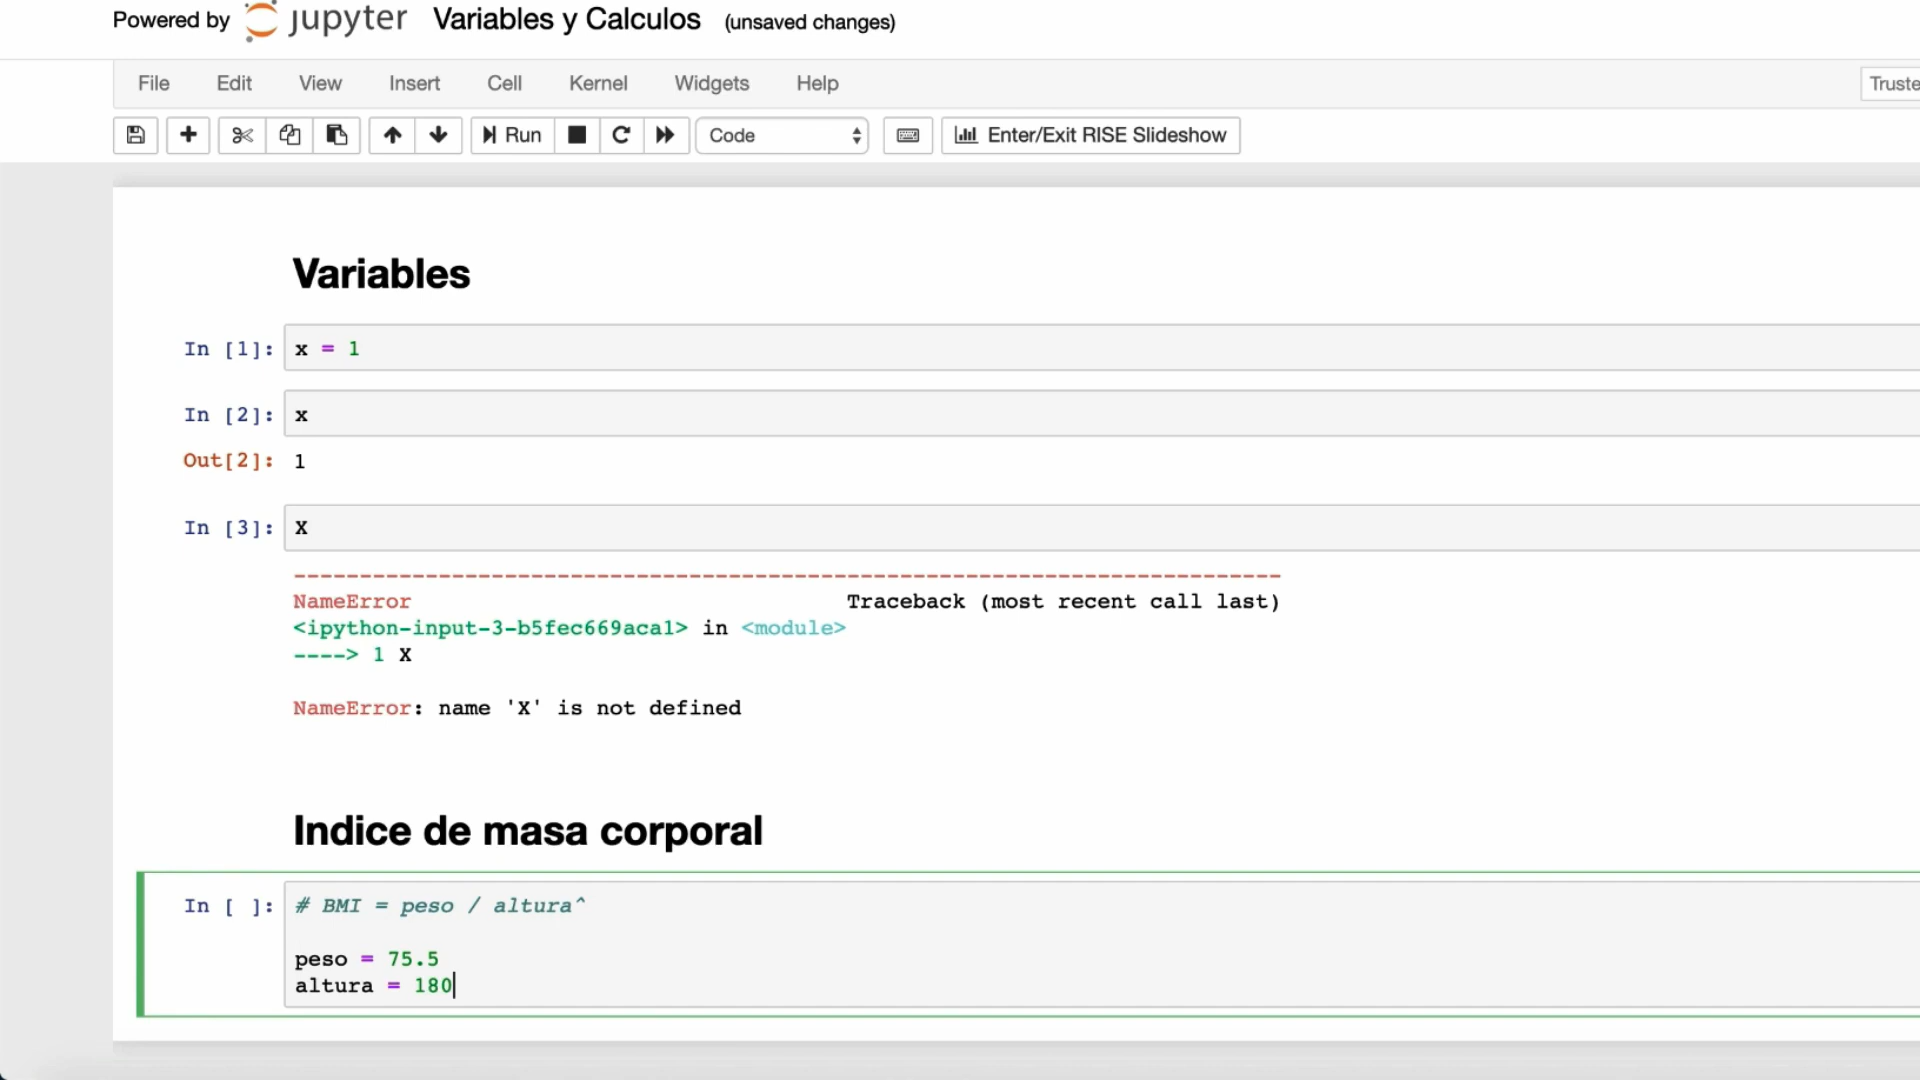 Powered by jupyter Variables y Calculos (unsaved changes)
File Edit View Insert Cell Kernel Widgets Help Truste
Run Code Enter/Exit RISE Slideshow
Variables
In [1]: x = 1
In [2]: x
Out[2]: 1
In [3]: X
---------------------------------------------------------------------------
NameError Traceback (most recent call last)
<ipython-input-3-b5fec669aca1> in <module>
----> 1 X
NameError: name 'X' is not defined
Indice de masa corporal
In [ ]: # BMI = peso / altura^
peso = 75.5
altura = 180